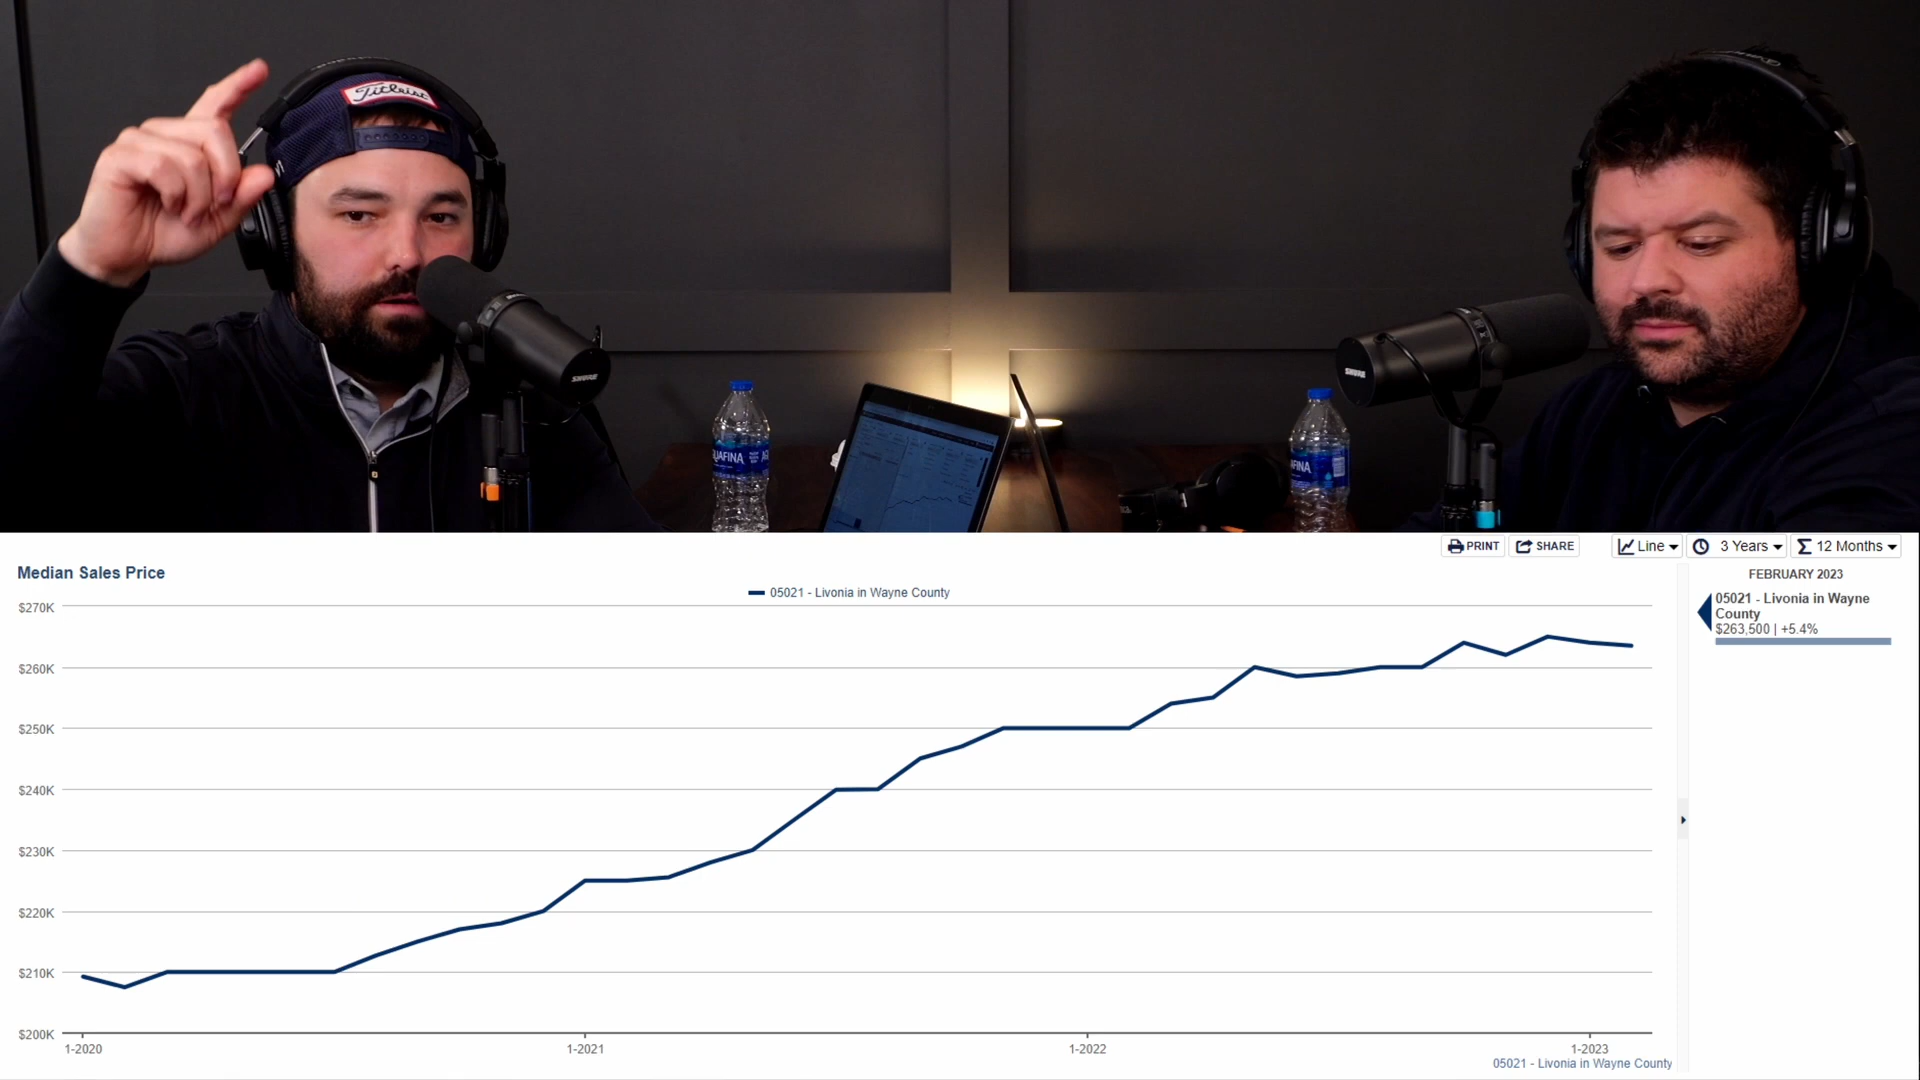 Titleist
SHURE
SHURE
UAFINA
AFINA
PRINT
SHARE
Line
3 Years
12 Months
Median Sales Price
05021 - Livonia in Wayne County
FEBRUARY 2023
05021 - Livonia in Wayne
County
$263,500 | +5.4%
$270K
$260K
$250K
$240K
$230K
$220K
$210K
$200K
1-2020
1-2021
1-2022
1-2023
05021 - Livonia in Wayne County